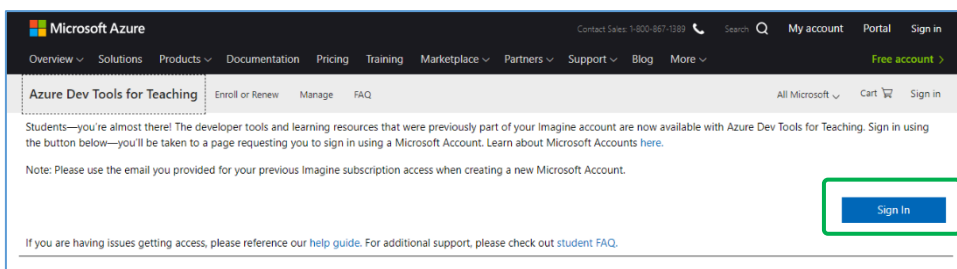 Microsoft Azure Contact Sales: 1-800-867-1389 Search My account Portal Sign in
Overview Solutions Products Documentation Pricing Training Marketplace Partners Support Blog More Free account >
Azure Dev Tools for Teaching Enroll or Renew Manage FAQ All Microsoft Cart Sign in
Students—you're almost there! The developer tools and learning resources that were previously part of your Imagine account are now available with Azure Dev Tools for Teaching. Sign in using
the button below—you'll be taken to a page requesting you to sign in using a Microsoft Account. Learn about Microsoft Accounts here.
Note: Please use the email you provided for your previous Imagine subscription access when creating a new Microsoft Account.
Sign In
If you are having issues getting access, please reference our help guide. For additional support, please check out student FAQ.